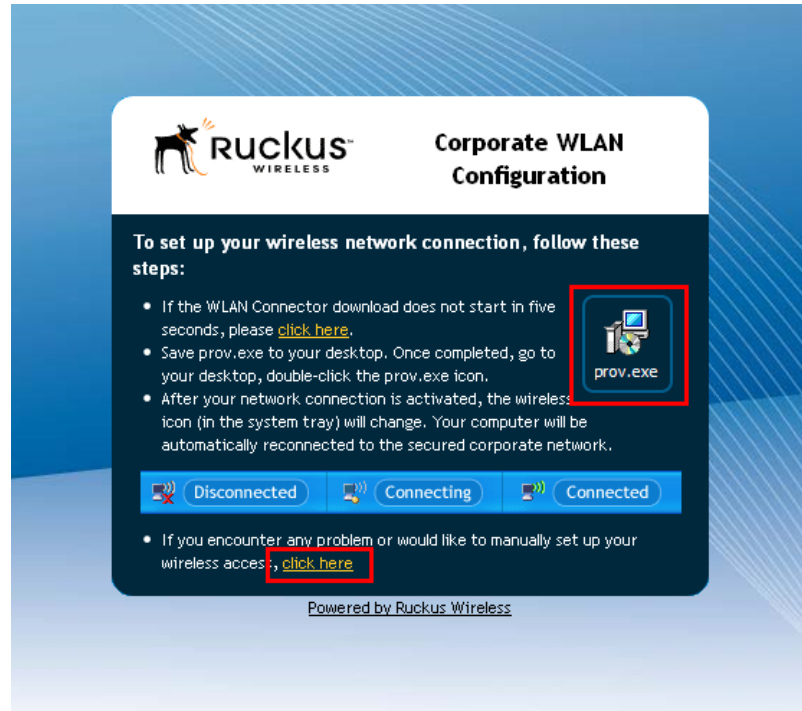 RUCKUS™
WIRELESS
Corporate WLAN
Configuration
To set up your wireless network connection, follow these
steps:
• If the WLAN Connector download does not start in five
seconds, please click here.
• Save prov.exe to your desktop. Once completed, go to
your desktop, double-click the prov.exe icon.
prov.exe
• After your network connection is activated, the wireless
icon (in the system tray) will change. Your computer will be
automatically reconnected to the secured corporate network.
Disconnected Connecting Connected
• If you encounter any problem or would like to manually set up your
wireless access, click here
Powered by Ruckus Wireless